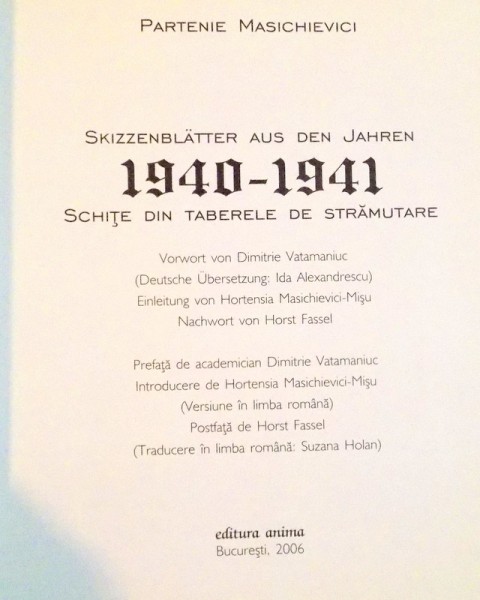 PARTENIE MASICHIEVICI
SKIZZENBLÄTTER AUS DEN JAHREN
1940-1941
SCHIŢE DIN TABERELE DE STRĂMUTARE
Vorwort von Dimitrie Vatamaniuc
(Deutsche Übersetzung: Ida Alexandrescu)
Einleitung von Hortensia Masichievici-Mişu
Nachwort von Horst Fassel
Prefaţă de academician Dimitrie Vatamaniuc
Introducere de Hortensia Masichievici-Mişu
(Versiune în limba română)
Postfaţă de Horst Fassel
(Traducere în limba română: Suzana Holan)
editura anima
Bucureşti, 2006